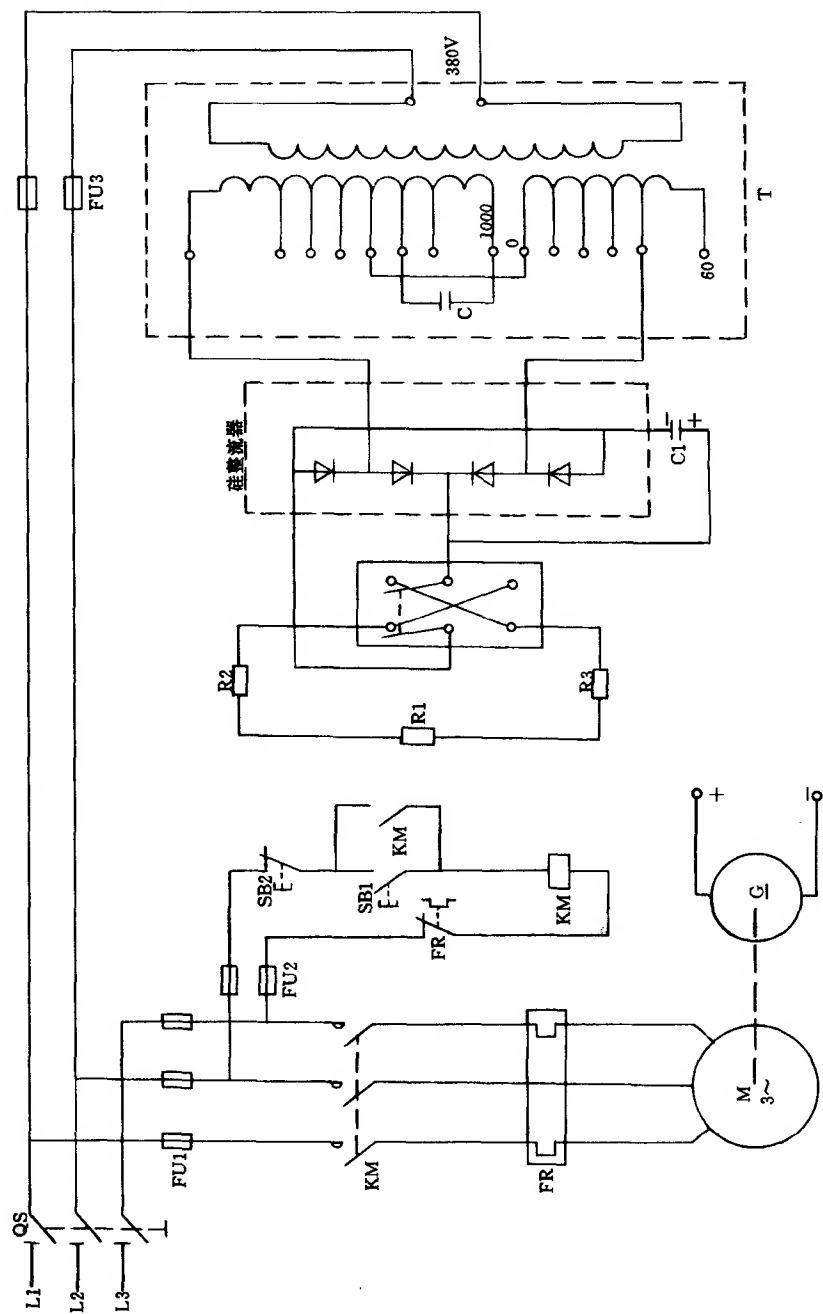 L1
L2
L3
QS
FU3
380V
T
1000
0
60
C
硅整流器
C1
−
+
R2
R1
R3
SB2
SB1
KM
KM
FR
FU2
FU1
KM
FR
M
3~
G
+
−